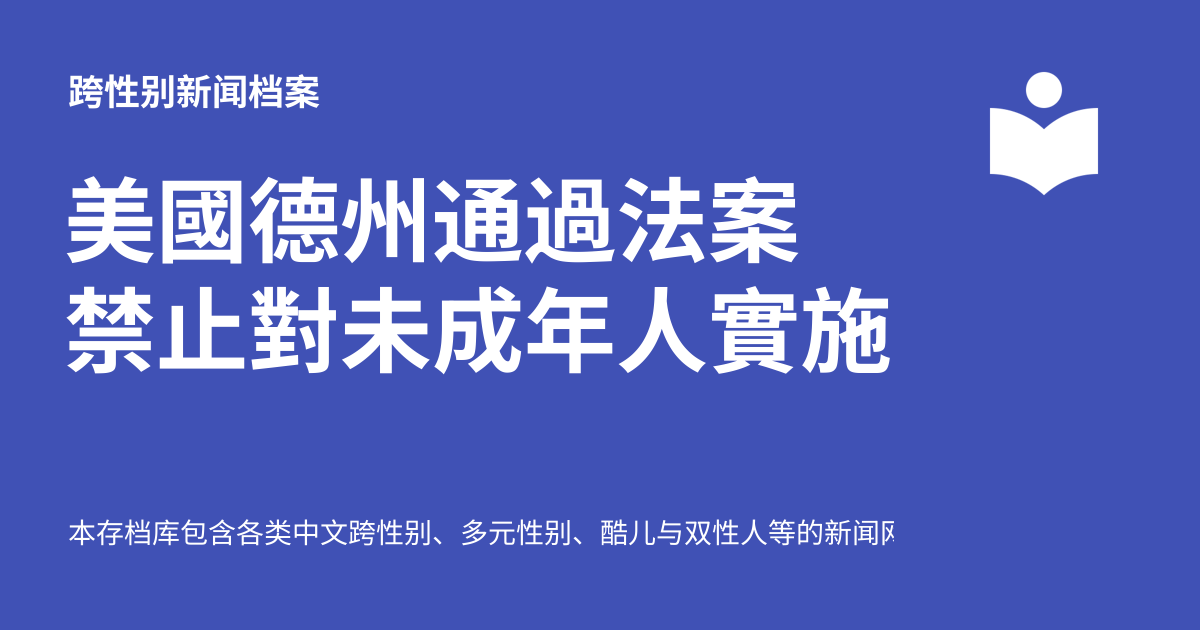 跨性别新闻档案
美國德州通過法案
禁止對未成年人實施
本存档库包含各类中文跨性别、多元性别、酷儿与双性人等的新闻网